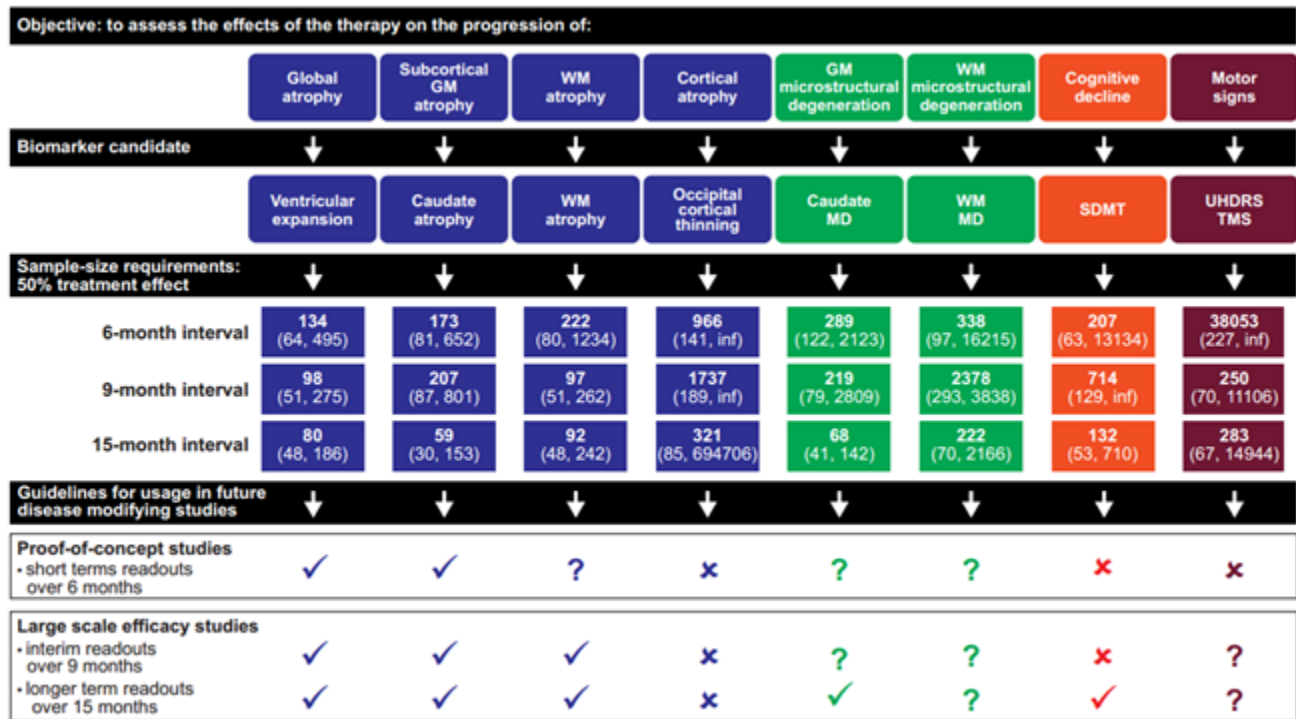 Objective: to assess the effects of the therapy on the progression of:
Global atrophy
Subcortical GM atrophy
WM atrophy
Cortical atrophy
GM microstructural degeneration
WM microstructural degeneration
Cognitive decline
Motor signs
Biomarker candidate
Ventricular expansion
Caudate atrophy
WM atrophy
Occipital cortical thinning
Caudate MD
WM MD
SDMT
UHDRS TMS
Sample-size requirements:
50% treatment effect
6-month interval
134 173 222 966 289 338 207 38053
(64, 495) (81, 652) (80, 1234) (141, inf) (122, 2123) (97, 16215) (63, 13134) (227, inf)
9-month interval
98 207 97 1737 219 2378 714 250
(51, 275) (87, 801) (51, 262) (189, inf) (79, 2809) (293, 3838) (129, inf) (70, 11106)
15-month interval
80 59 92 321 68 222 132 283
(48, 186) (30, 153) (48, 242) (85, 694706) (41, 142) (70, 2166) (53, 710) (67, 14944)
Guidelines for usage in future
disease modifying studies
Proof-of-concept studies
• short terms readouts
over 6 months
✓ ✓ ? ✗ ? ? ✗ ✗
Large scale efficacy studies
• interim readouts
over 9 months
✓ ✓ ✓ ✗ ? ? ✗ ?
• longer term readouts
over 15 months
✓ ✓ ✓ ✗ ✓ ? ✓ ?